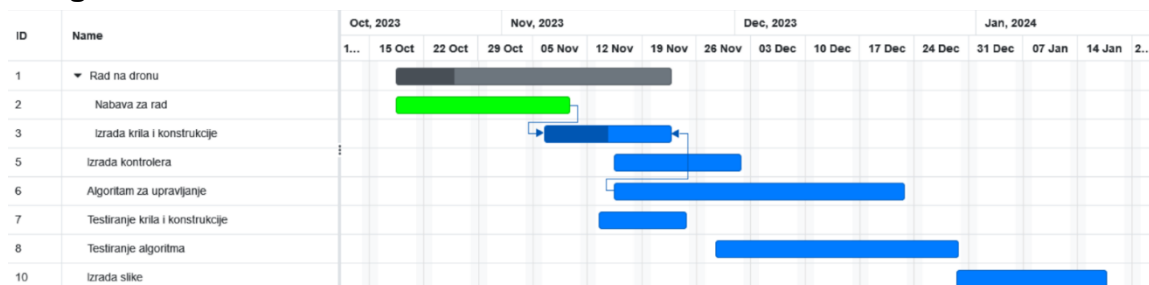 ID Name Oct, 2023 Nov, 2023 Dec, 2023 Jan, 2024
1... 15 Oct 22 Oct 29 Oct 05 Nov 12 Nov 19 Nov 26 Nov 03 Dec 10 Dec 17 Dec 24 Dec 31 Dec 07 Jan 14 Jan 2..
1 Rad na dronu
2 Nabava za rad
3 Izrada krila i konstrukcije
5 Izrada kontrolera
6 Algoritam za upravljanje
7 Testiranje krila i konstrukcije
8 Testiranje algoritma
10 Izrada slike